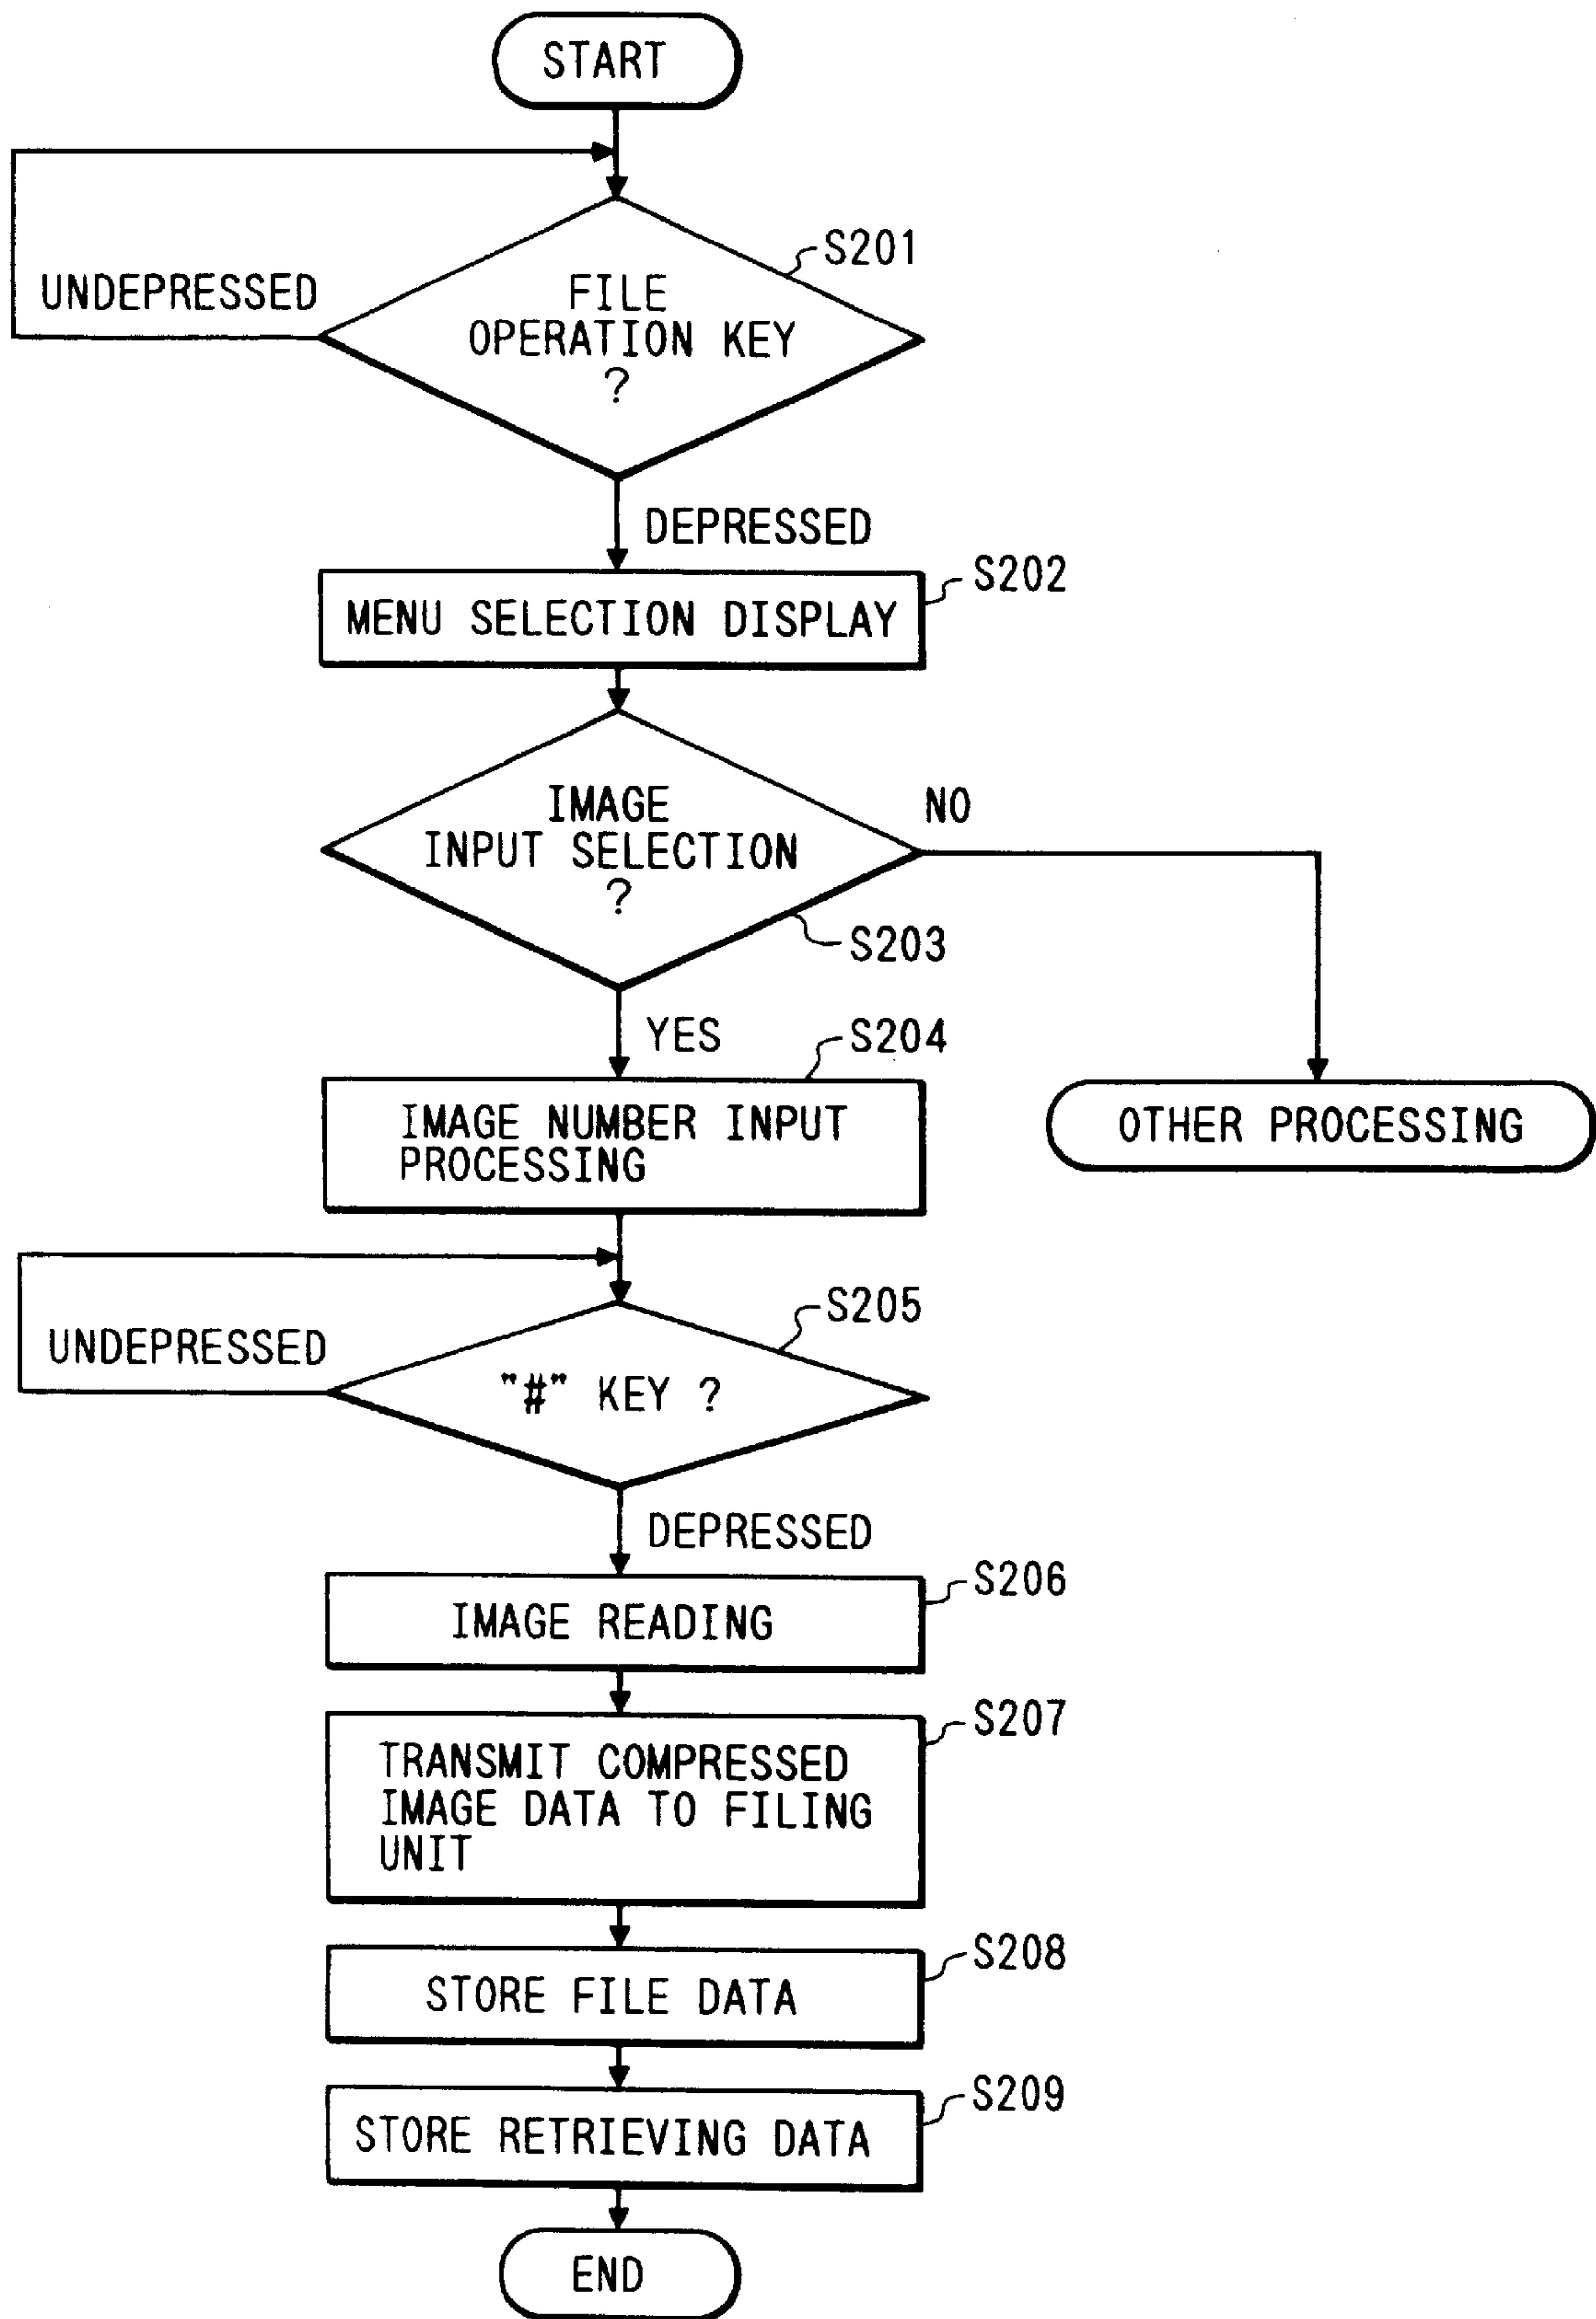 START
S201
UNDEPRESSED
FILE
OPERATION KEY
?
DEPRESSED
S202
MENU SELECTION DISPLAY
IMAGE
INPUT SELECTION
?
NO
S203
YES
S204
IMAGE NUMBER INPUT
PROCESSING
OTHER PROCESSING
S205
UNDEPRESSED
"#" KEY ?
DEPRESSED
S206
IMAGE READING
S207
TRANSMIT COMPRESSED
IMAGE DATA TO FILING
UNIT
S208
STORE FILE DATA
S209
STORE RETRIEVING DATA
END